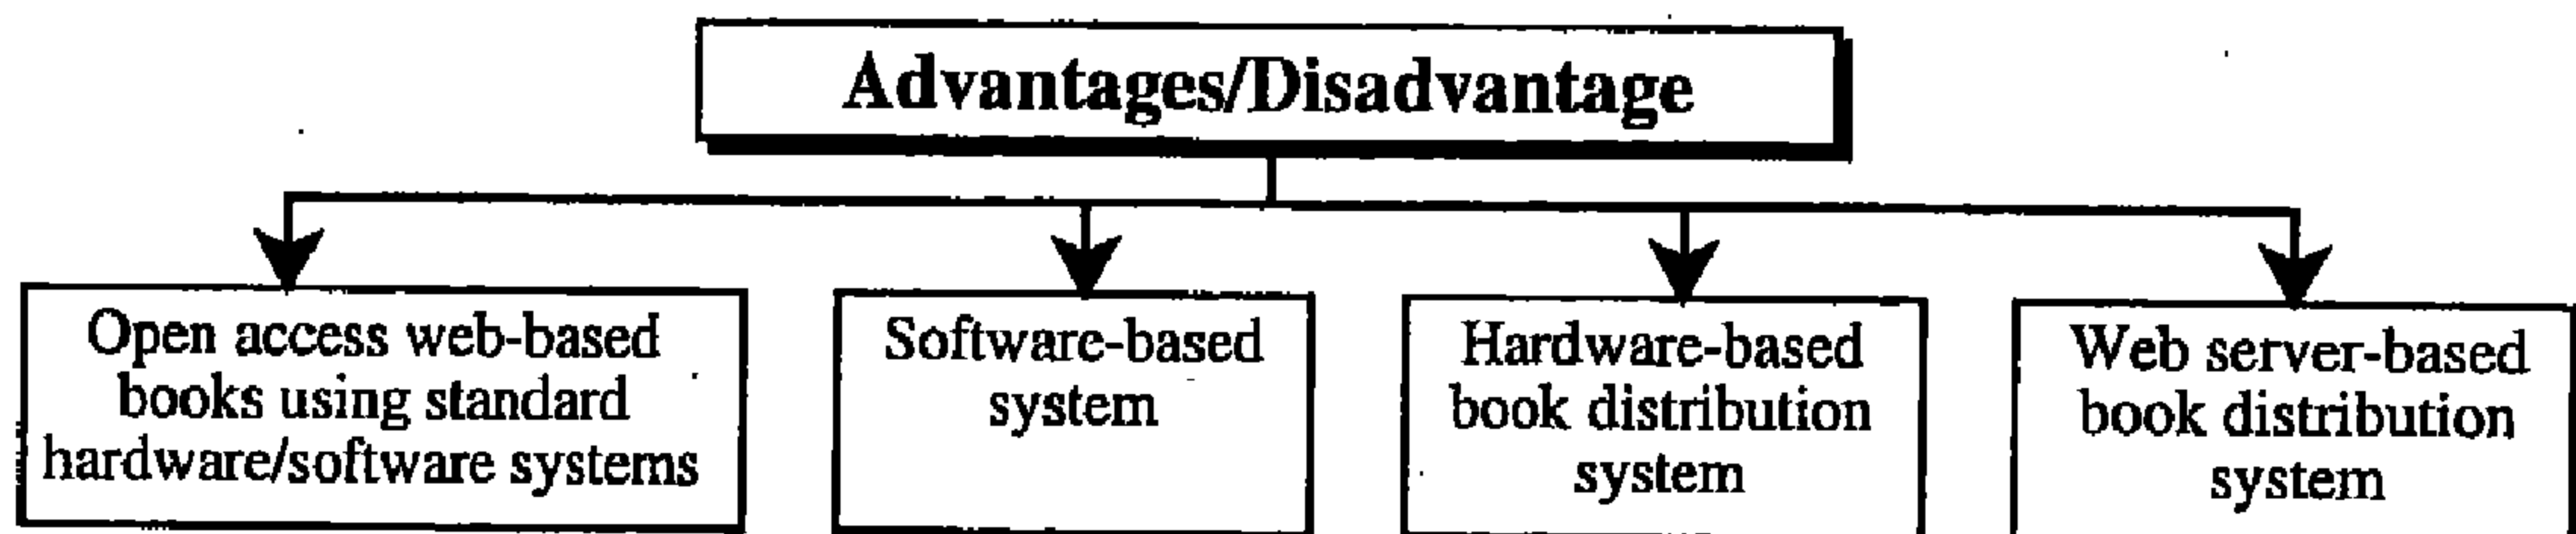 Advantages/Disadvantage
Open access web-based
books using standard
hardware/software systems
Software-based
system
Hardware-based
book distribution
system
Web server-based
book distribution
system